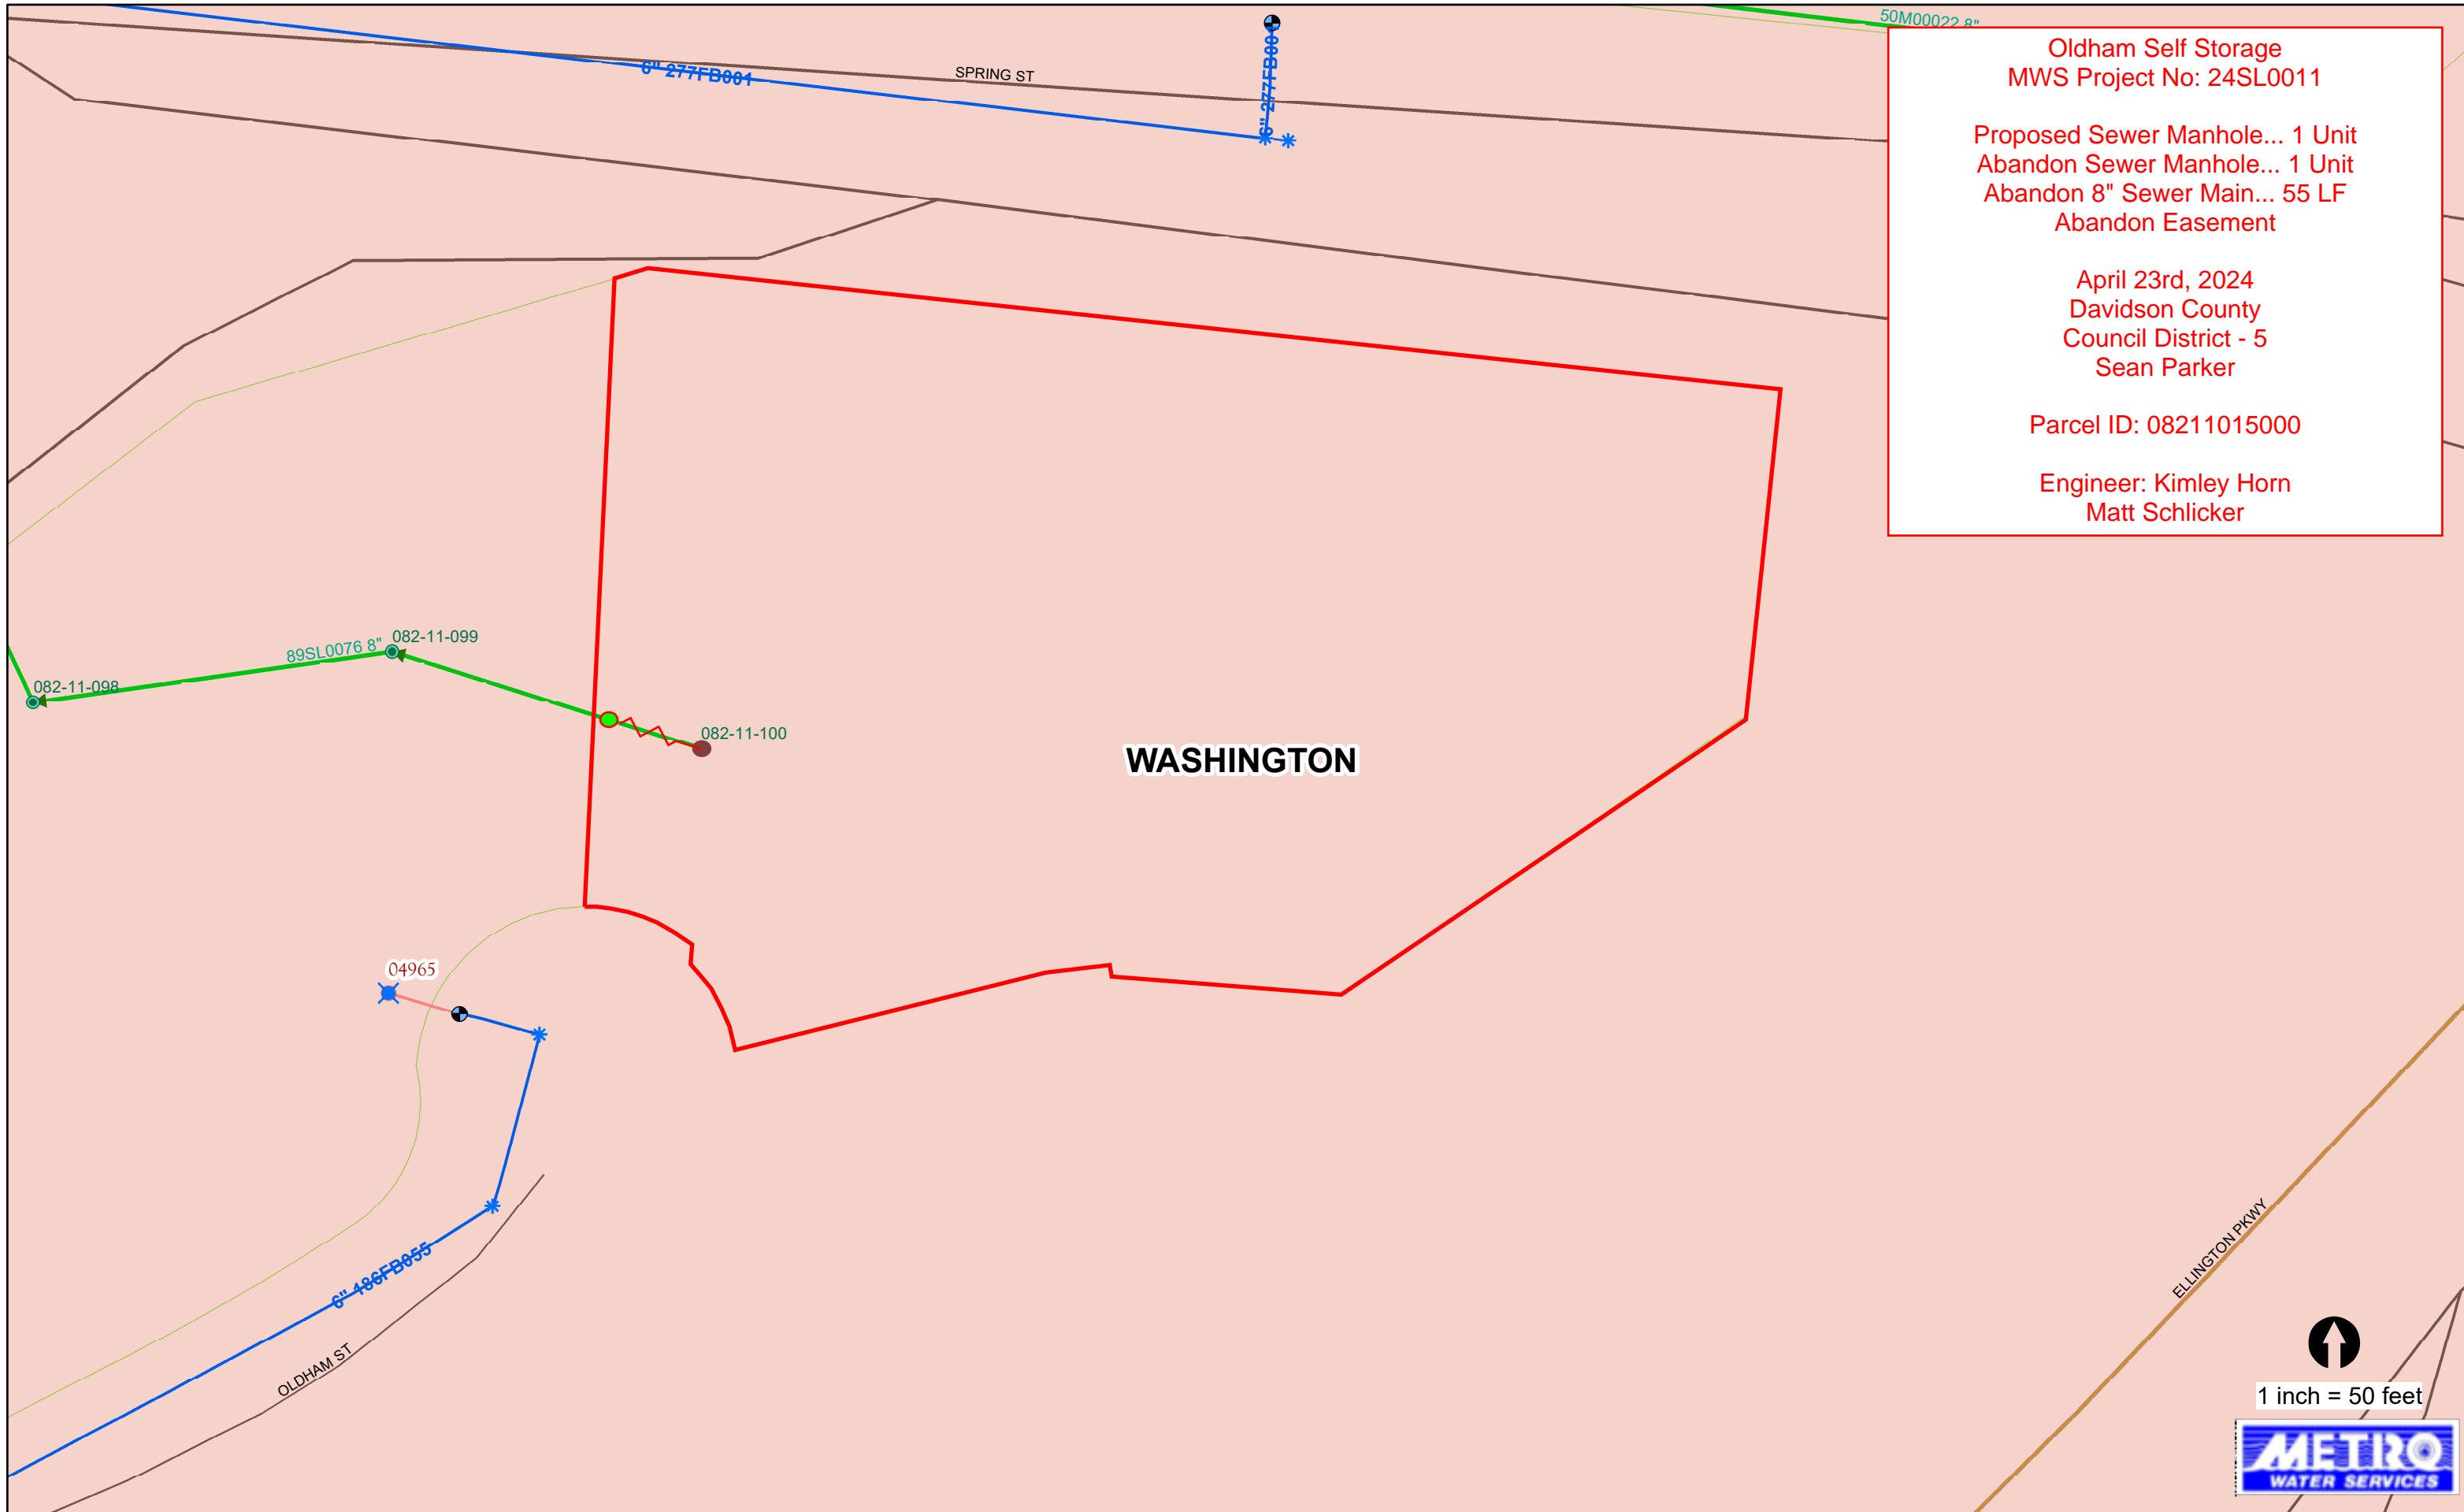 50M00022 8"
6" 277FB001
SPRING ST
Oldham Self Storage
MWS Project No: 24SL0011
Proposed Sewer Manhole... 1 Unit
Abandon Sewer Manhole... 1 Unit
Abandon 8" Sewer Main... 55 LF
Abandon Easement
April 23rd, 2024
Davidson County
Council District - 5
Sean Parker
Parcel ID: 08211015000
Engineer: Kimley Horn
Matt Schlicker
89SL0076 8"
082-11-099
082-11-098
082-11-100
WASHINGTON
04965
6" 186FB055
OLDHAM ST
ELLINGTON PKWY
1 inch = 50 feet
METRO
WATER SERVICES